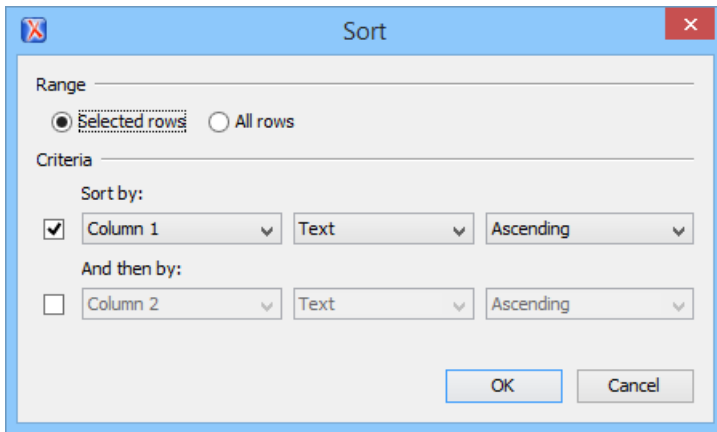 Sort
Range
Selected rows All rows
Criteria
Sort by:
Column 1 Text Ascending
And then by:
Column 2 Text Ascending
OK Cancel